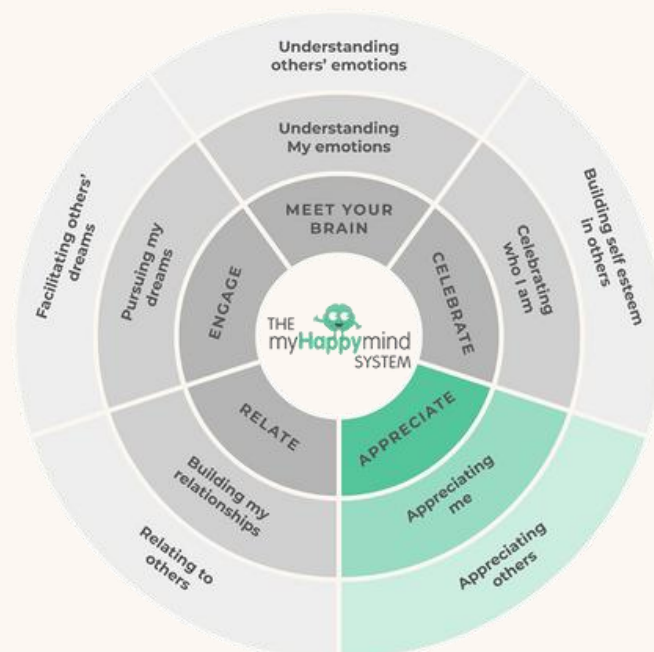 Understanding
others' emotions
Understanding
My emotions
MEET YOUR
BRAIN
Building self esteem
in others
Celebrating
who I am
CELEBRATE
THE
myHappymind
SYSTEM
APPRECIATE
Appreciating
me
Appreciating
others
RELATE
Building my
relationships
Relating to
others
ENGAGE
Pursuing my
dreams
Facilitating others'
dreams